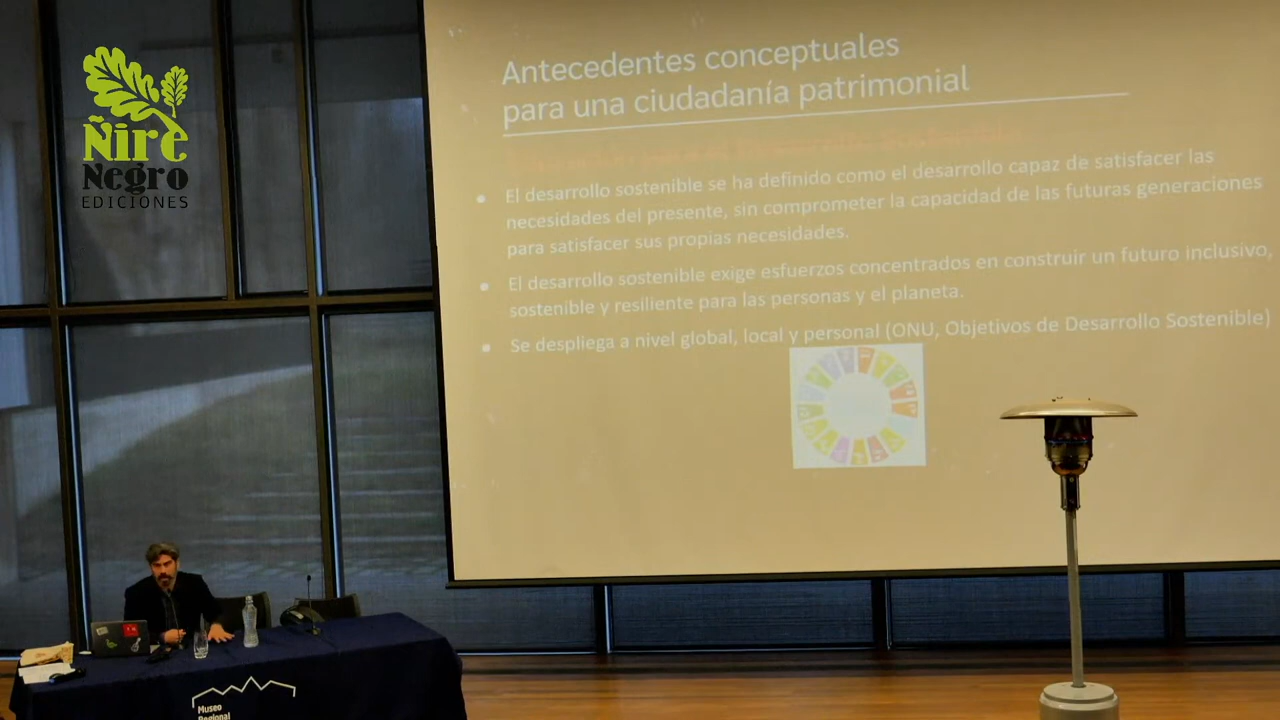 Ñire
Negro
EDICIONES
Antecedentes conceptuales
para una ciudadanía patrimonial
El desarrollo sostenible se ha definido como el desarrollo capaz de satisfacer las
necesidades del presente, sin comprometer la capacidad de las futuras generaciones
para satisfacer sus propias necesidades.
El desarrollo sostenible exige esfuerzos concentrados en construir un futuro inclusivo,
sostenible y resiliente para las personas y el planeta.
Se despliega a nivel global, local y personal (ONU, Objetivos de Desarrollo Sostenible)
Museo
Regional